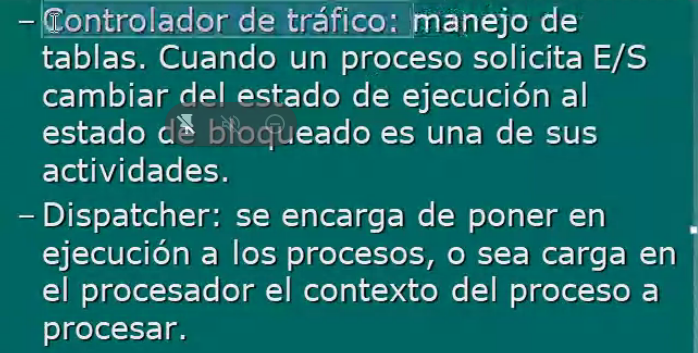 – Controlador de tráfico: manejo de
tablas. Cuando un proceso solicita E/S
cambiar del estado de ejecución al
estado de bloqueado es una de sus
actividades.
– Dispatcher: se encarga de poner en
ejecución a los procesos, o sea carga en
el procesador el contexto del proceso a
procesar.